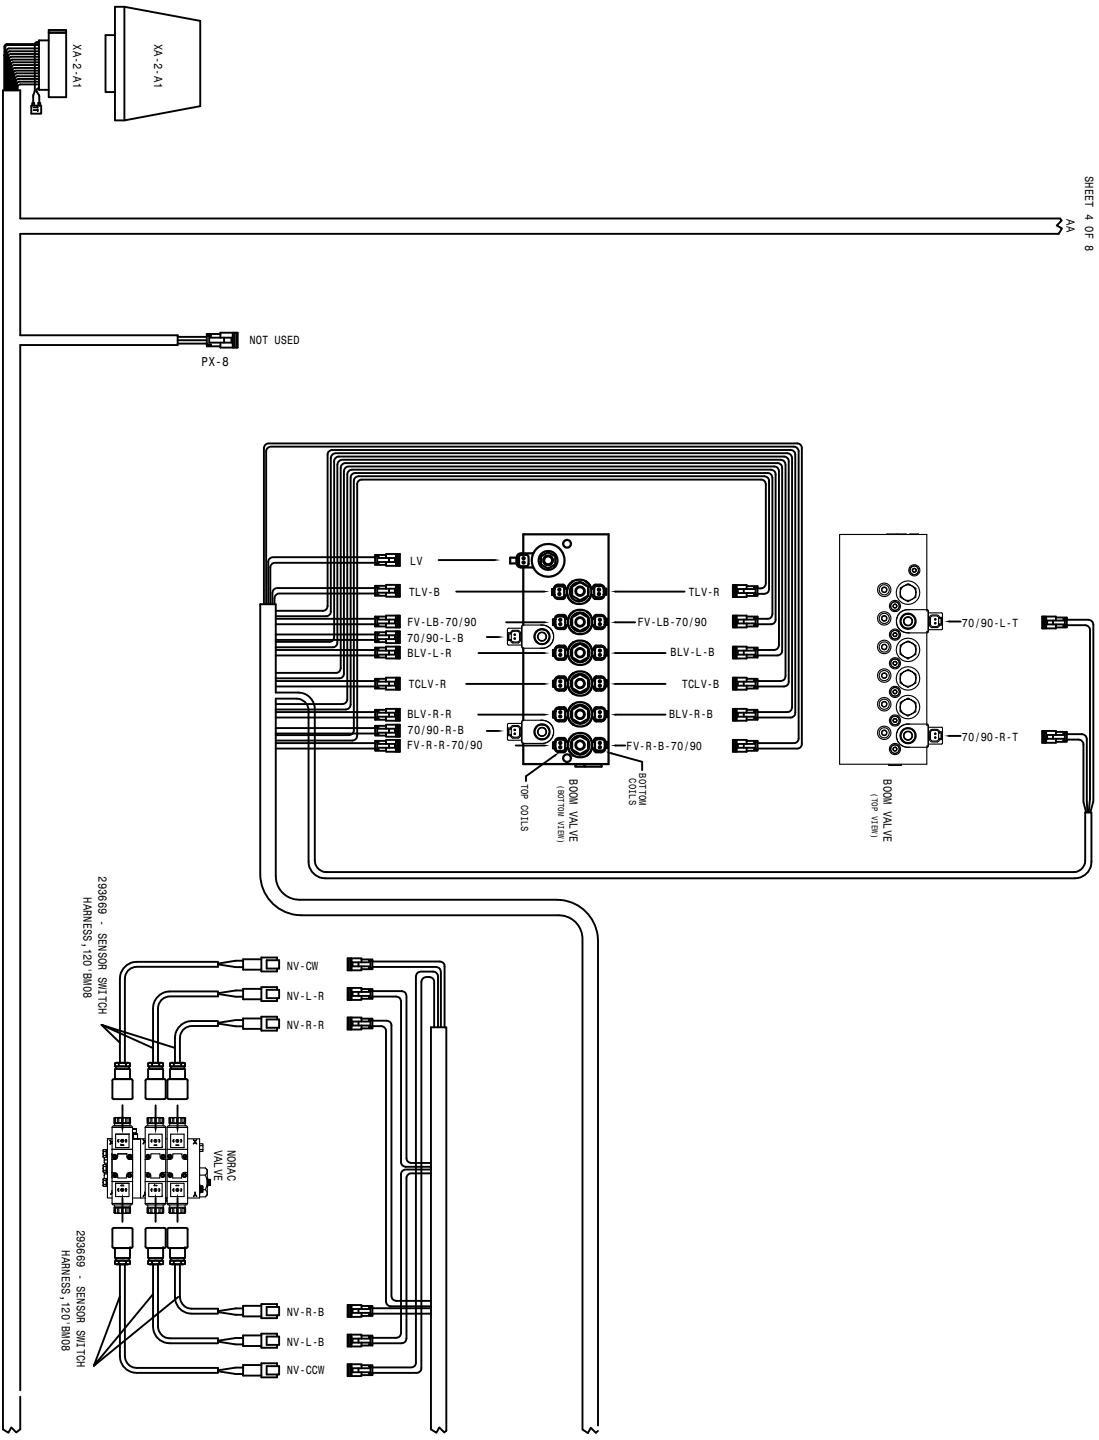 SHEET 4 OF 8
AA
XA-2-A1
XA-2-A1
NOT USED
PX-8
LV
TLV-B
FV-LB-70/90
70/90-L-B
BLV-L-R
TCLV-R
BLV-R-R
70/90-R-B
FV-R-R-70/90
TLV-R
FV-LB-70/90
BLV-L-B
TCLV-B
BLV-R-B
FV-R-B-70/90
70/90-L-T
70/90-R-T
TOP COILS
BOOM VALVE
(BOTTOM VIEW)
BOTTOM
COILS
BOOM VALVE
(TOP VIEW)
293669 - SENSOR SWITCH
HARNESS,120'BM08
NV-CW
NV-L-R
NV-R-R
NORAC
VALVE
293669 - SENSOR SWITCH
HARNESS,120'BM08
NV-R-B
NV-L-B
NV-CCW